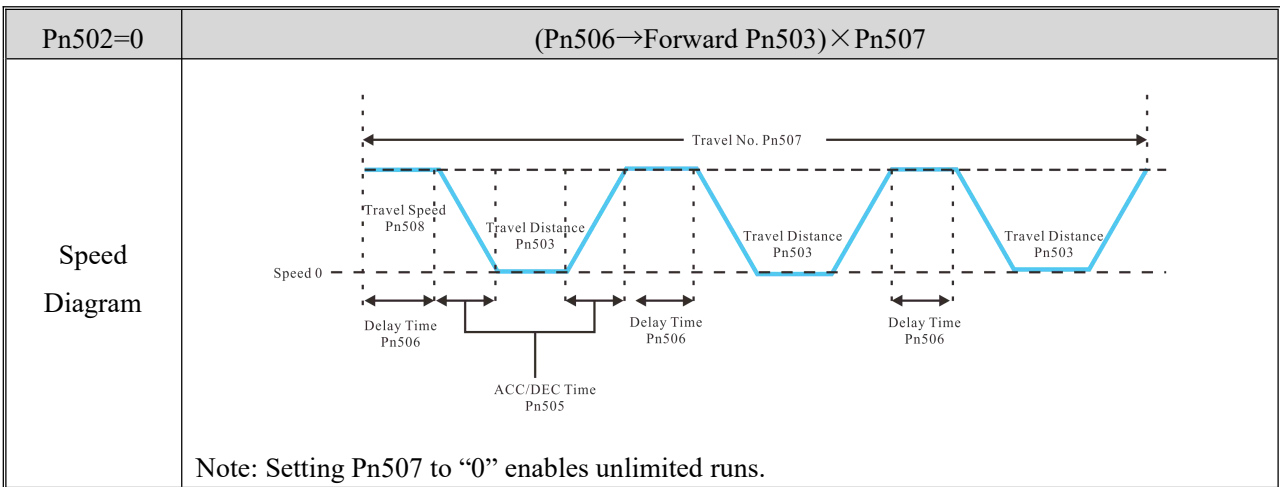 Pn502=0
(Pn506→Forward Pn503)×Pn507
Speed
Diagram
Travel No. Pn507
Travel Speed
Pn508
Travel Distance
Pn503
Travel Distance
Pn503
Travel Distance
Pn503
Speed 0
Delay Time
Pn506
Delay Time
Pn506
Delay Time
Pn506
ACC/DEC Time
Pn505
Note: Setting Pn507 to “0” enables unlimited runs.